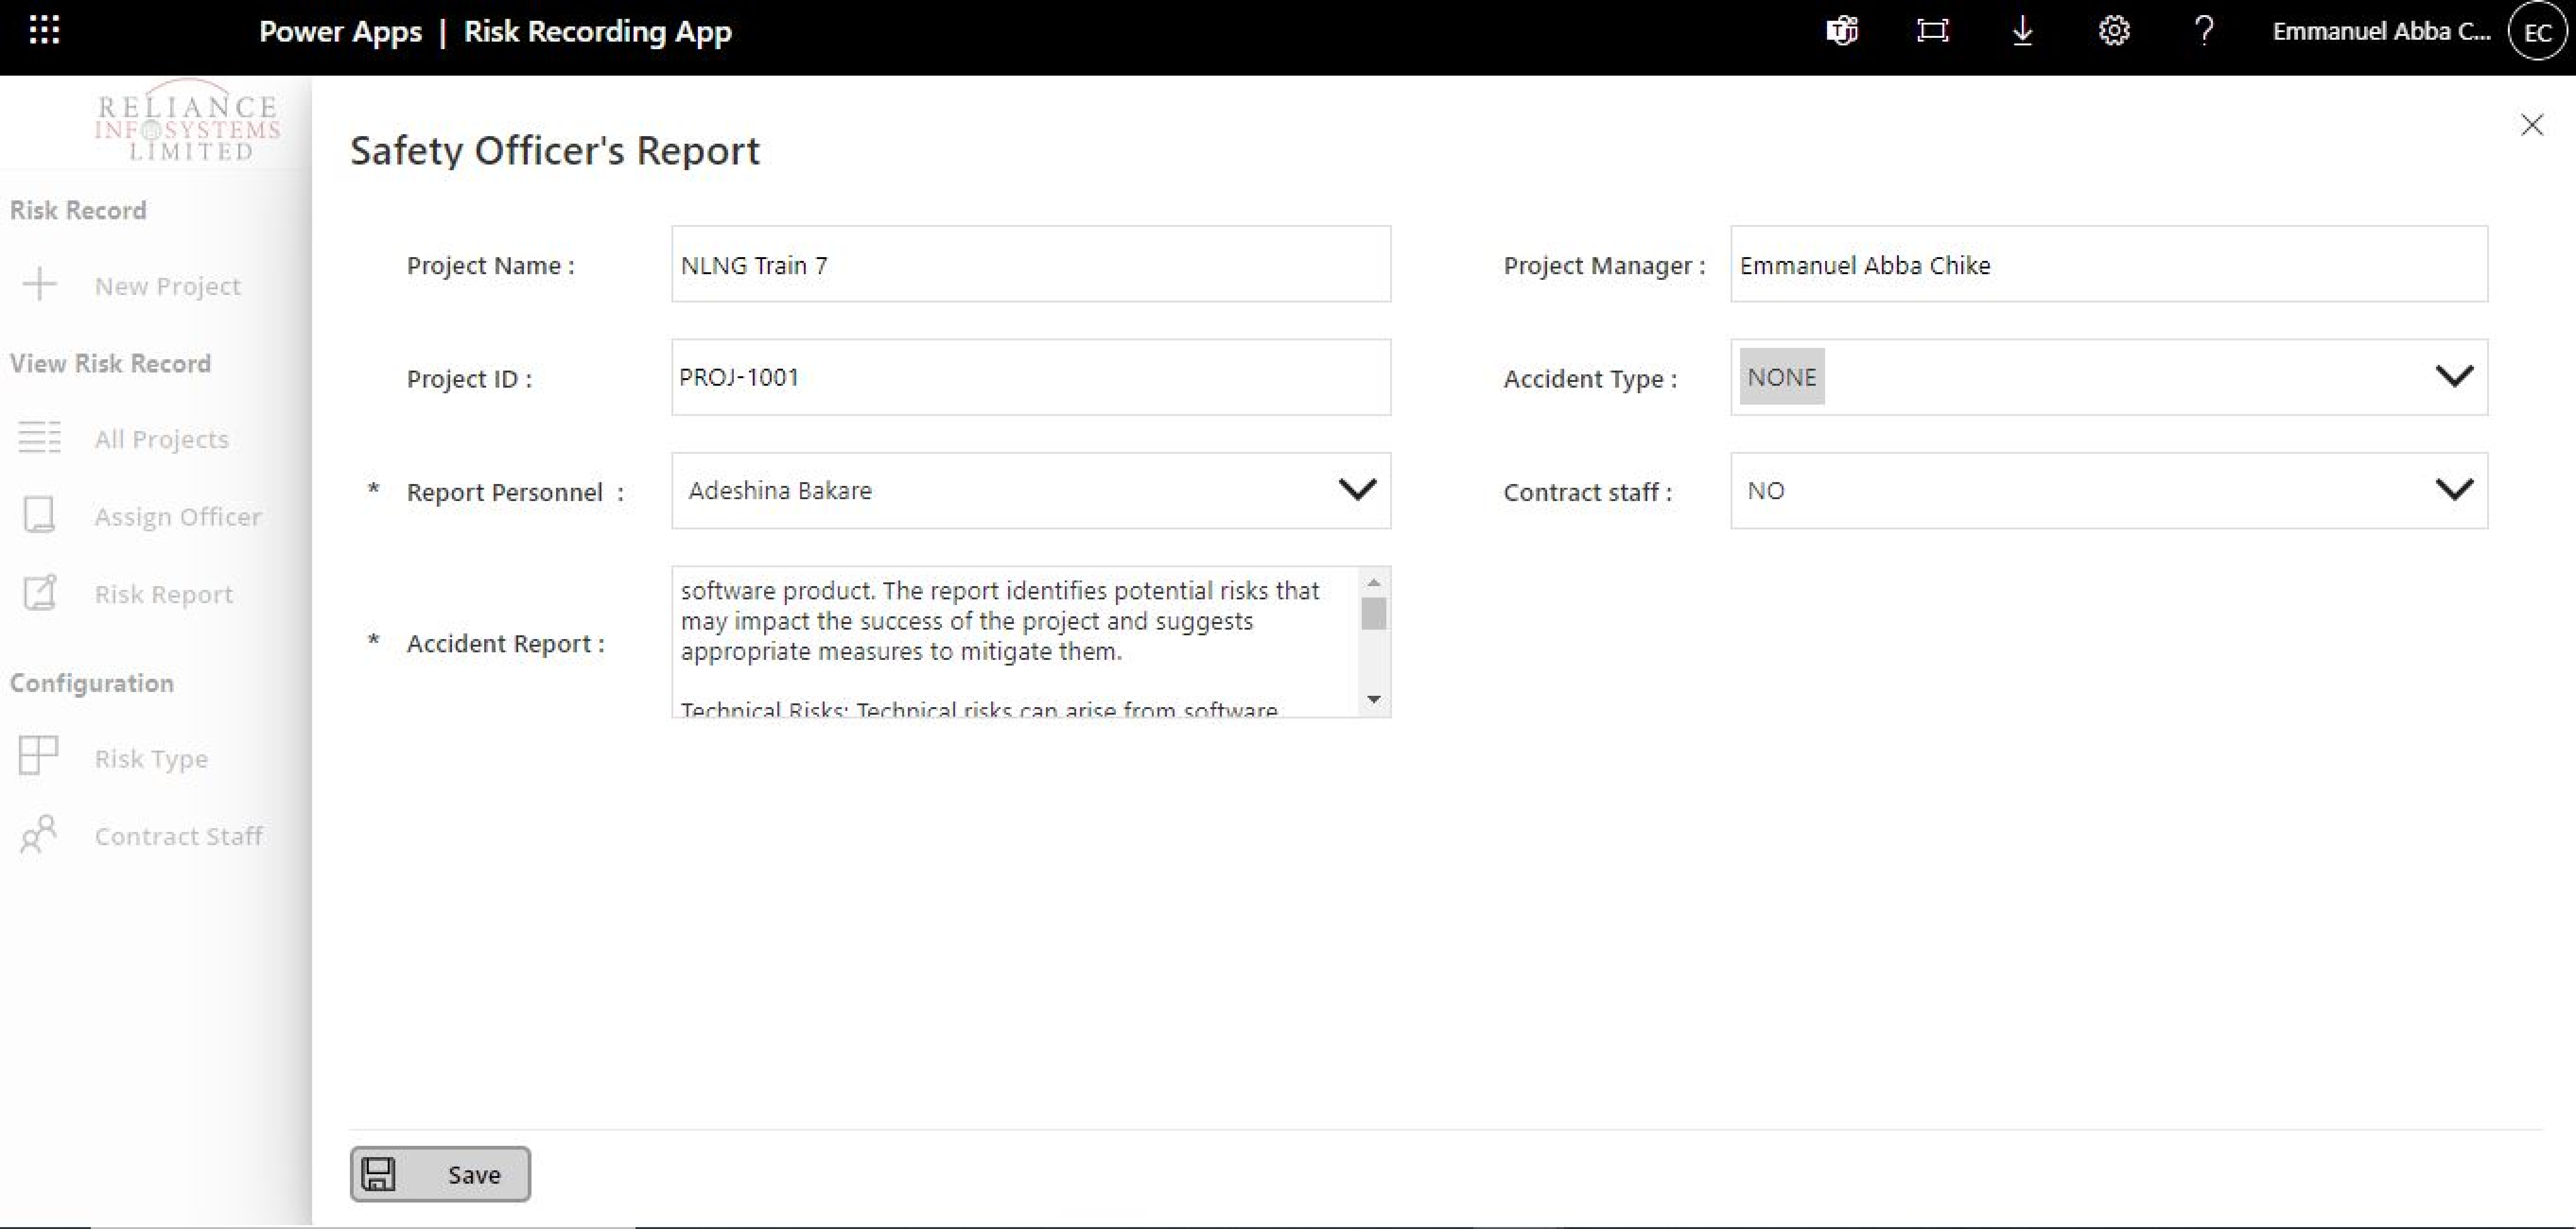 Power Apps | Risk Recording App
Emmanuel Abba C...
EC
RELIANCE
INFOSYSTEMS
LIMITED
Risk Record
New Project
View Risk Record
All Projects
Assign Officer
Risk Report
Configuration
Risk Type
Contract Staff
Safety Officer's Report
Project Name : NLNG Train 7
Project Manager : Emmanuel Abba Chike
Project ID : PROJ-1001
Accident Type : NONE
* Report Personnel : Adeshina Bakare
Contract staff : NO
* Accident Report :
software product. The report identifies potential risks that
may impact the success of the project and suggests
appropriate measures to mitigate them.
Technical Risks: Technical risks can arise from software
Save